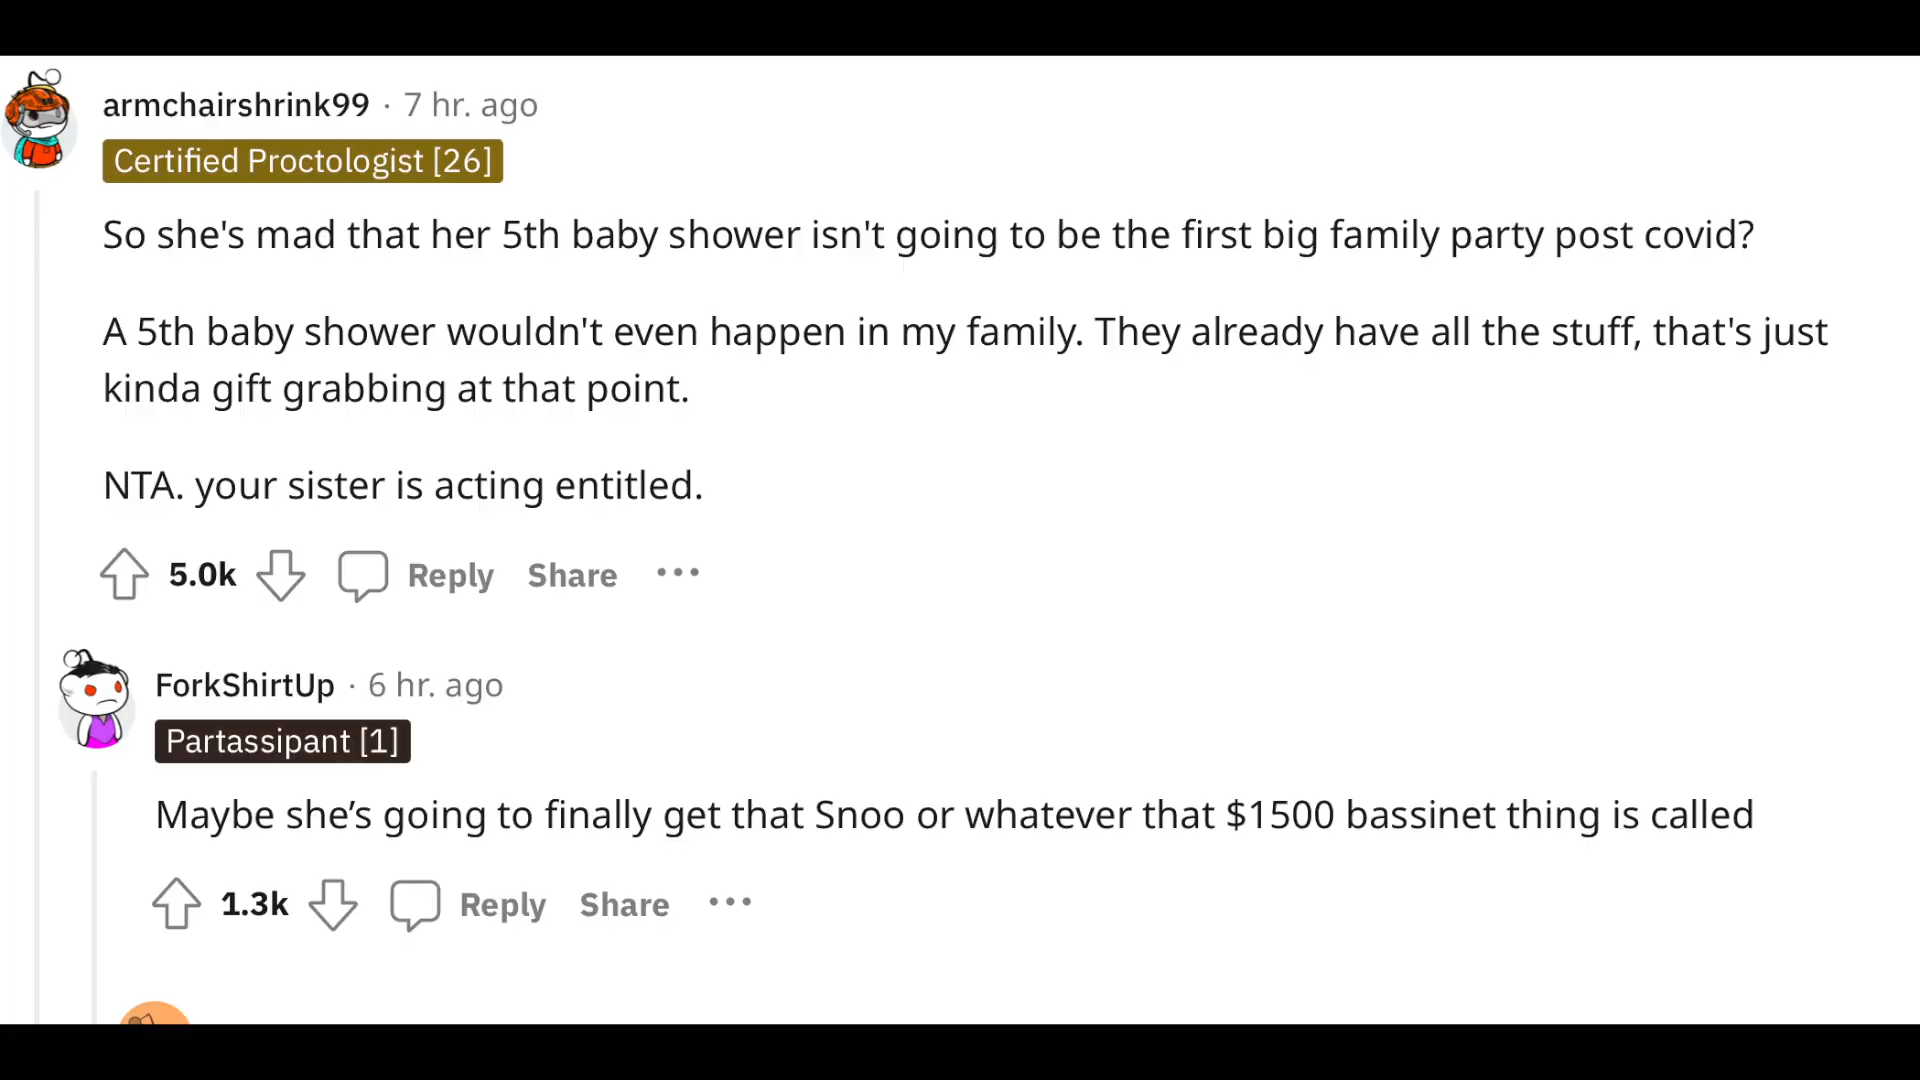 armchairshrink99 · 7 hr. ago
Certified Proctologist [26]
So she's mad that her 5th baby shower isn't going to be the first big family party post covid?
A 5th baby shower wouldn't even happen in my family. They already have all the stuff, that's just
kinda gift grabbing at that point.
NTA. your sister is acting entitled.
5.0k Reply Share ···
ForkShirtUp · 6 hr. ago
Partassipant [1]
Maybe she’s going to finally get that Snoo or whatever that $1500 bassinet thing is called
1.3k Reply Share ···